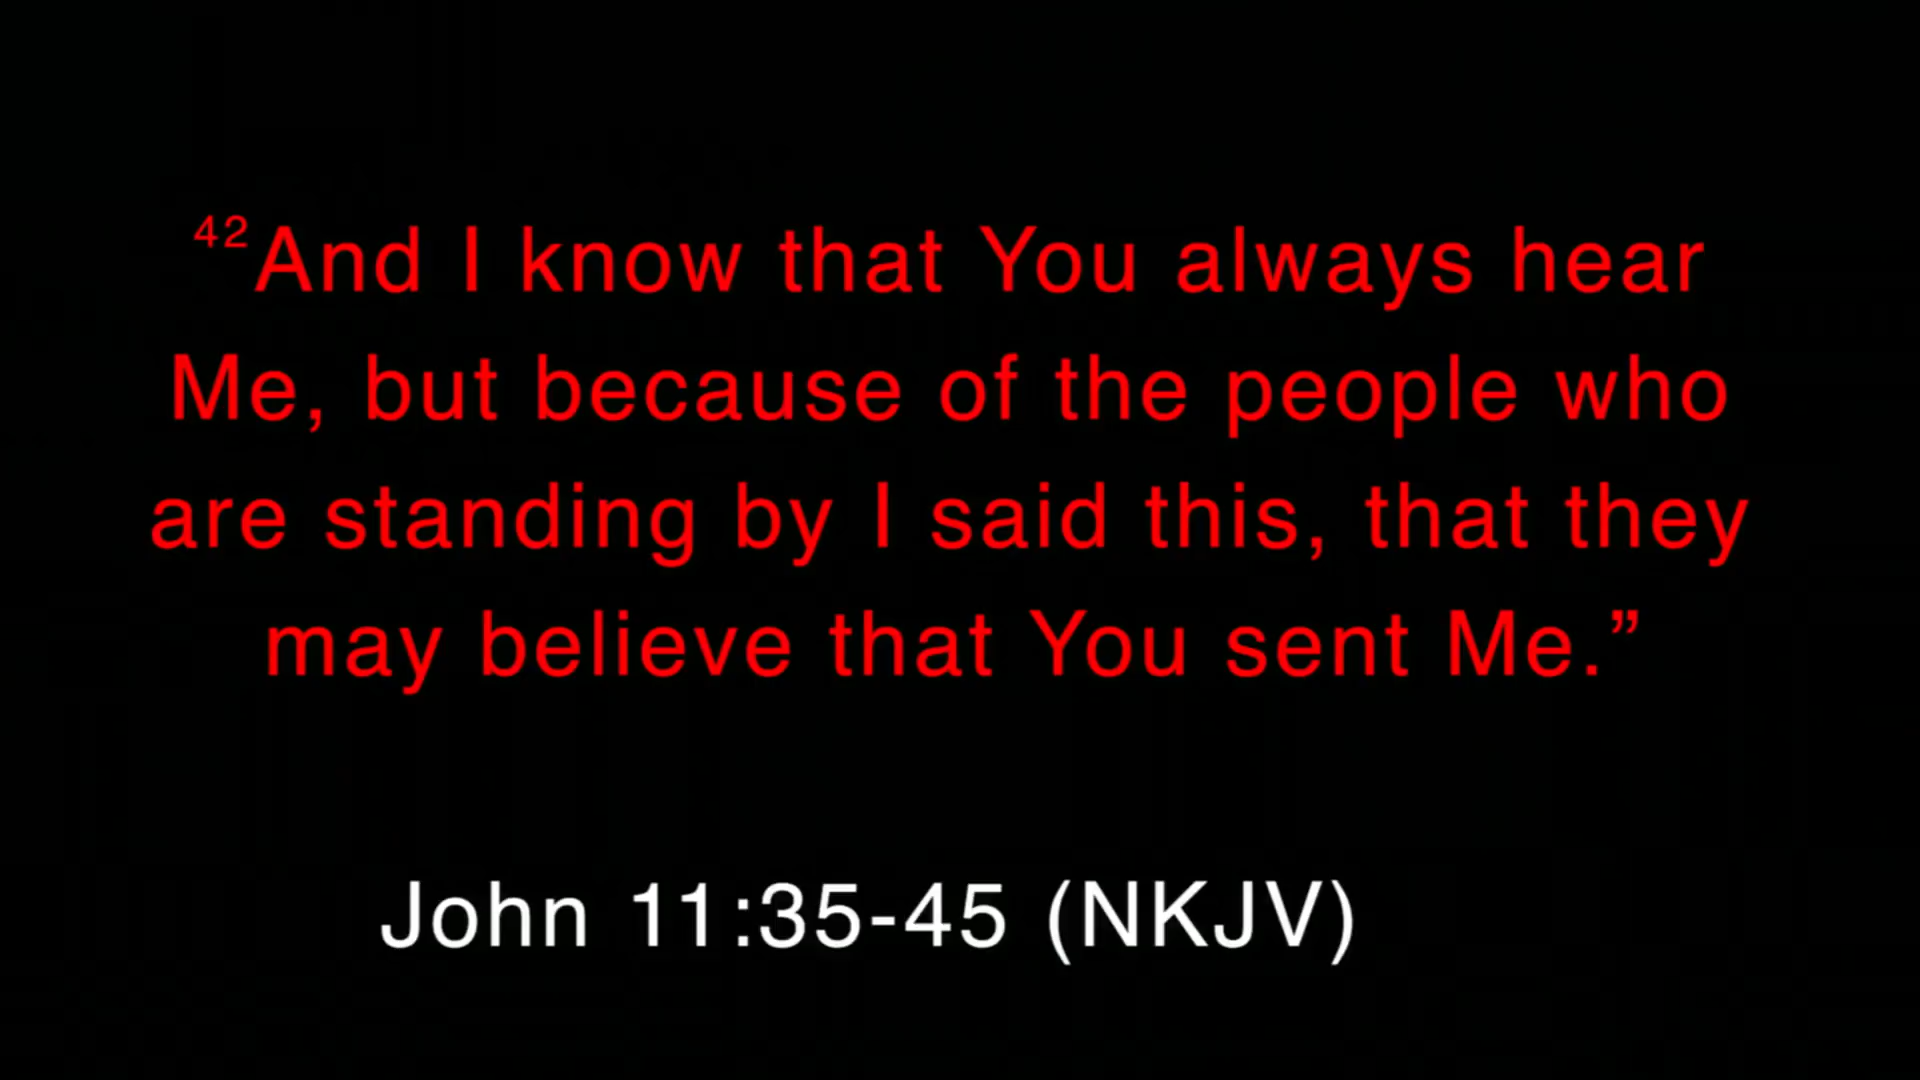 42And I know that You always hear
Me, but because of the people who
are standing by I said this, that they
may believe that You sent Me.”
John 11:35-45 (NKJV)